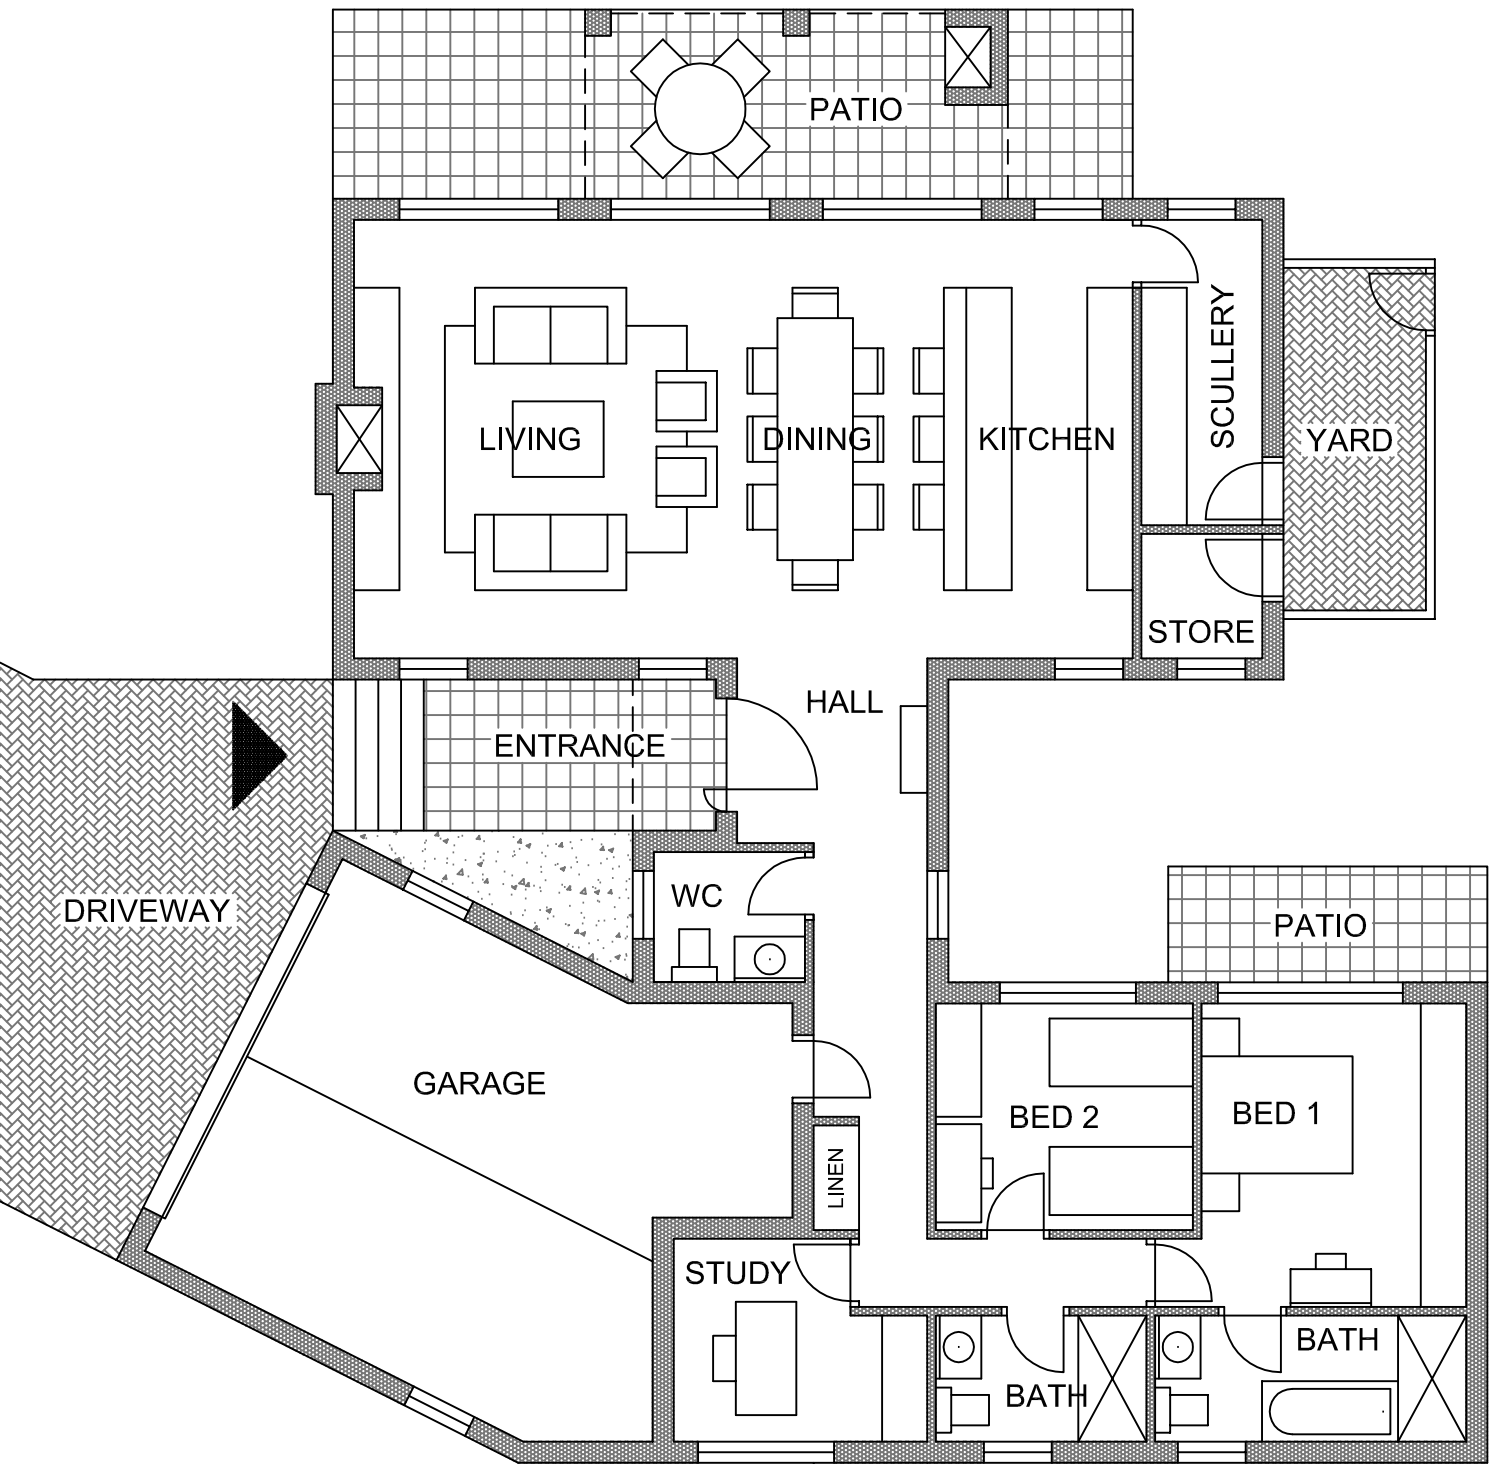 PATIO
SCULLERY
LIVING
DINING
KITCHEN
YARD
STORE
HALL
ENTRANCE
WC
DRIVEWAY
PATIO
GARAGE
BED 2
BED 1
LINEN
STUDY
BATH
BATH